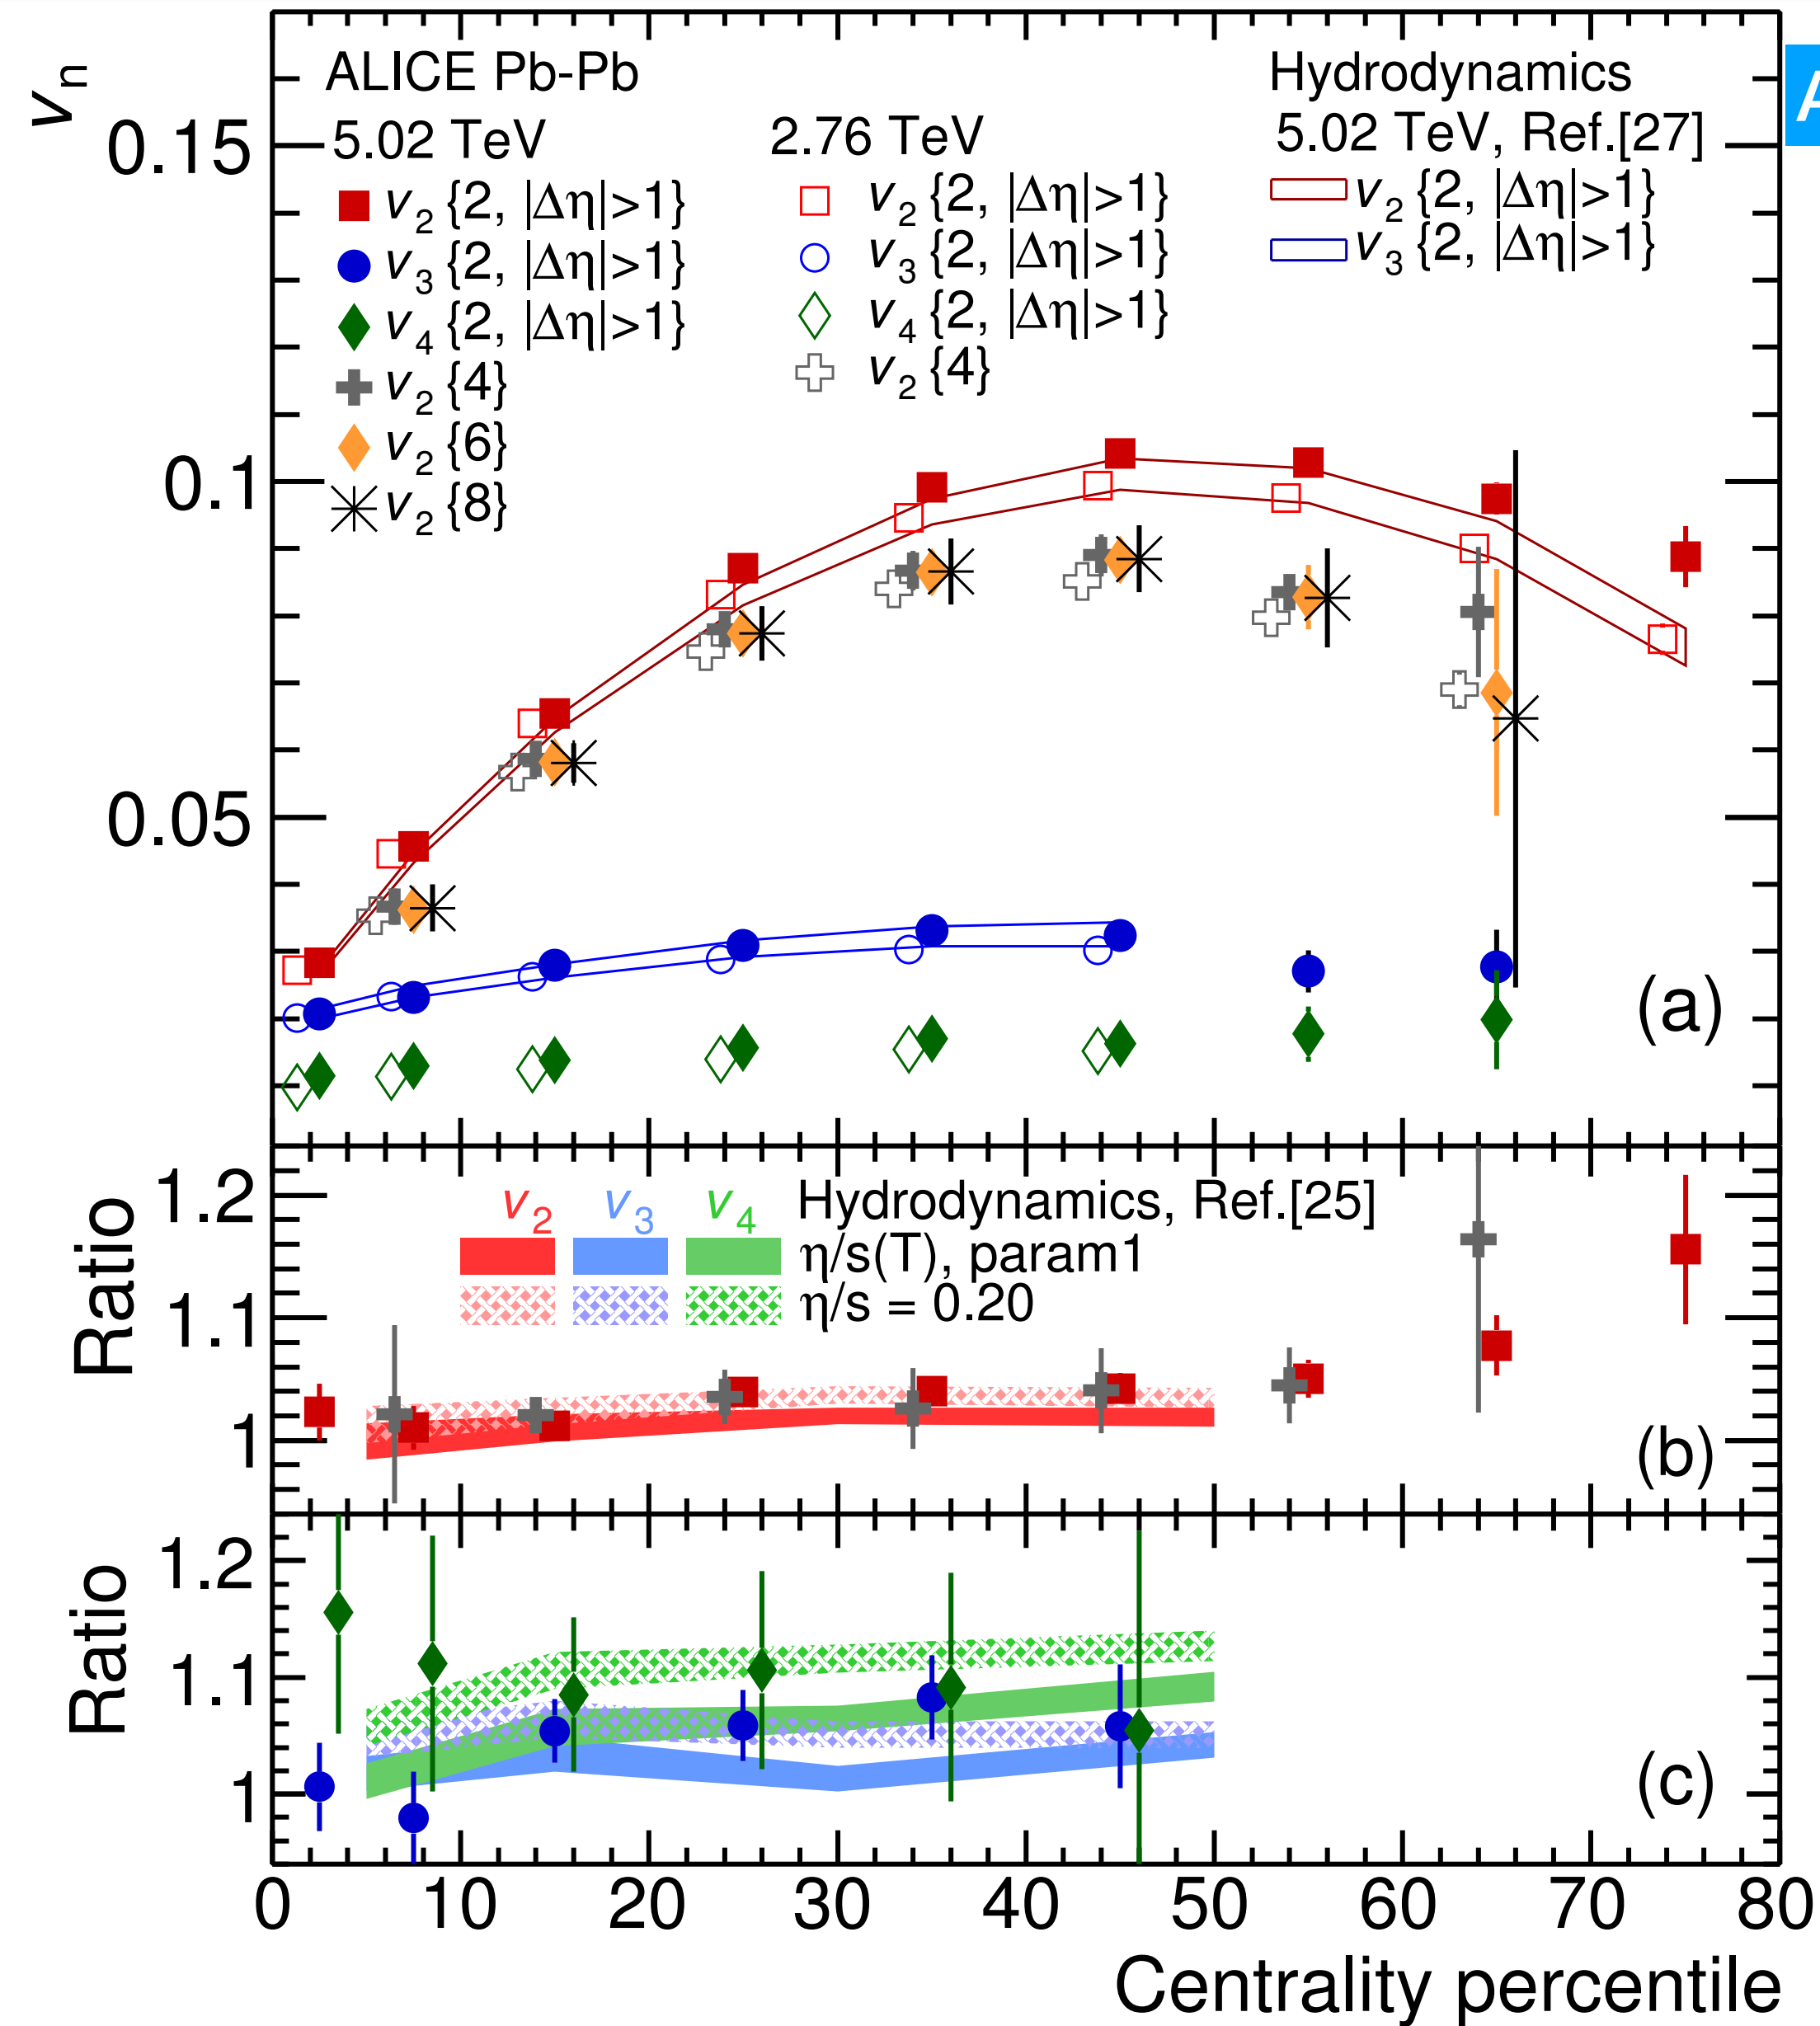 vn
ALICE Pb-Pb
5.02 TeV
v2 {2, |Δη|>1}
v3 {2, |Δη|>1}
v4 {2, |Δη|>1}
v2 {4}
v2 {6}
v2 {8}
2.76 TeV
v2 {2, |Δη|>1}
v3 {2, |Δη|>1}
v4 {2, |Δη|>1}
v2 {4}
Hydrodynamics
5.02 TeV, Ref.[27]
v2 {2, |Δη|>1}
v3 {2, |Δη|>1}
A
0.15
0.1
0.05
(a)
Ratio
1.2
1.1
1
v2 v3 v4 Hydrodynamics, Ref.[25]
η/s(T), param1
η/s = 0.20
(b)
Ratio
1.2
1.1
1
(c)
0 10 20 30 40 50 60 70 80
Centrality percentile